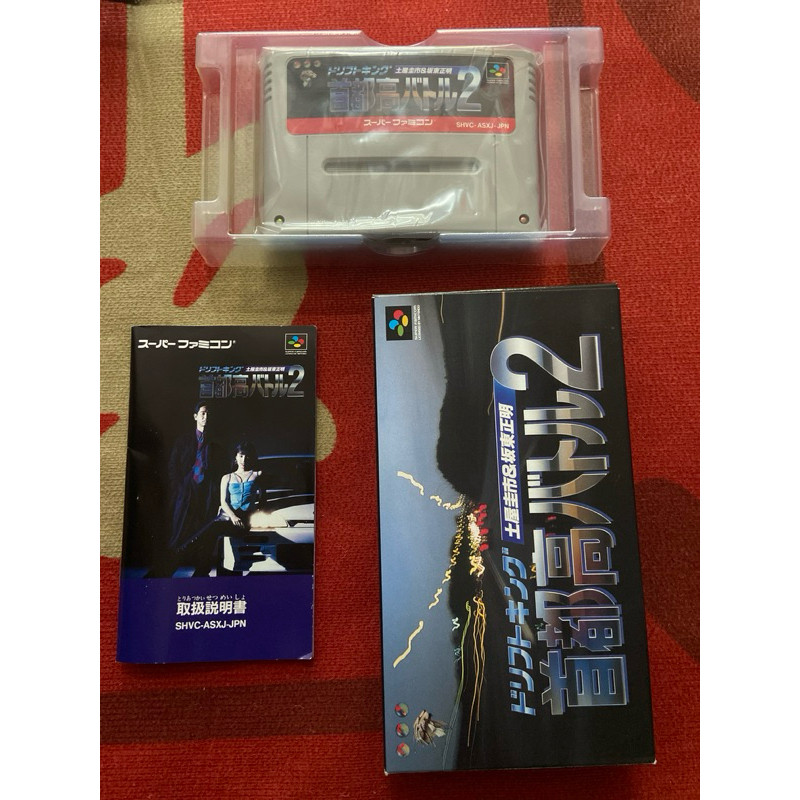 ドリフトキング 土屋圭市&坂東正明
首都高バトル2
スーパーファミコン
SHVC-ASXJ-JPN
スーパーファミコン
ドリフトキング 土屋圭市&坂東正明
首都高バトル2
とりあつかいせつめいしょ
取扱説明書
SHVC-ASXJ-JPN
ドリフトキング 土屋圭市&坂東正明
首都高バトル2